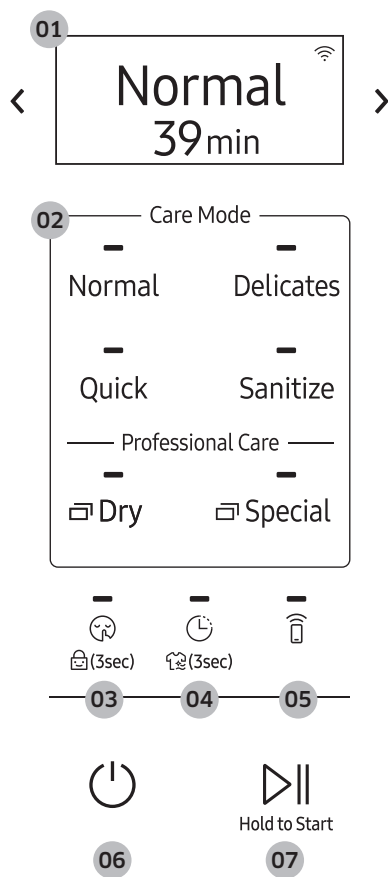 01
Normal
39min
02
Care Mode
Normal Delicates
Quick Sanitize
Professional Care
Dry Special
(3sec) (3sec)
03 04 05
Hold to Start
06 07